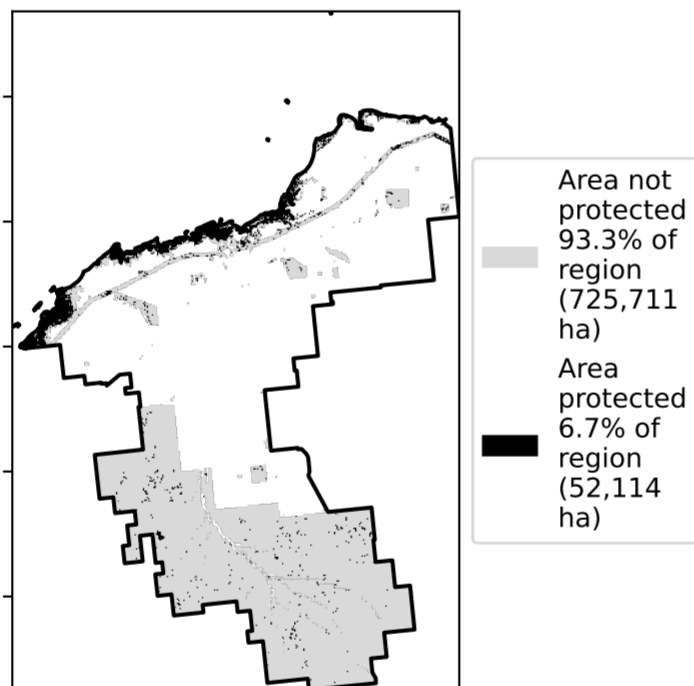 Area not
protected
93.3% of
region
(725,711
ha)
Area
protected
6.7% of
region
(52,114
ha)